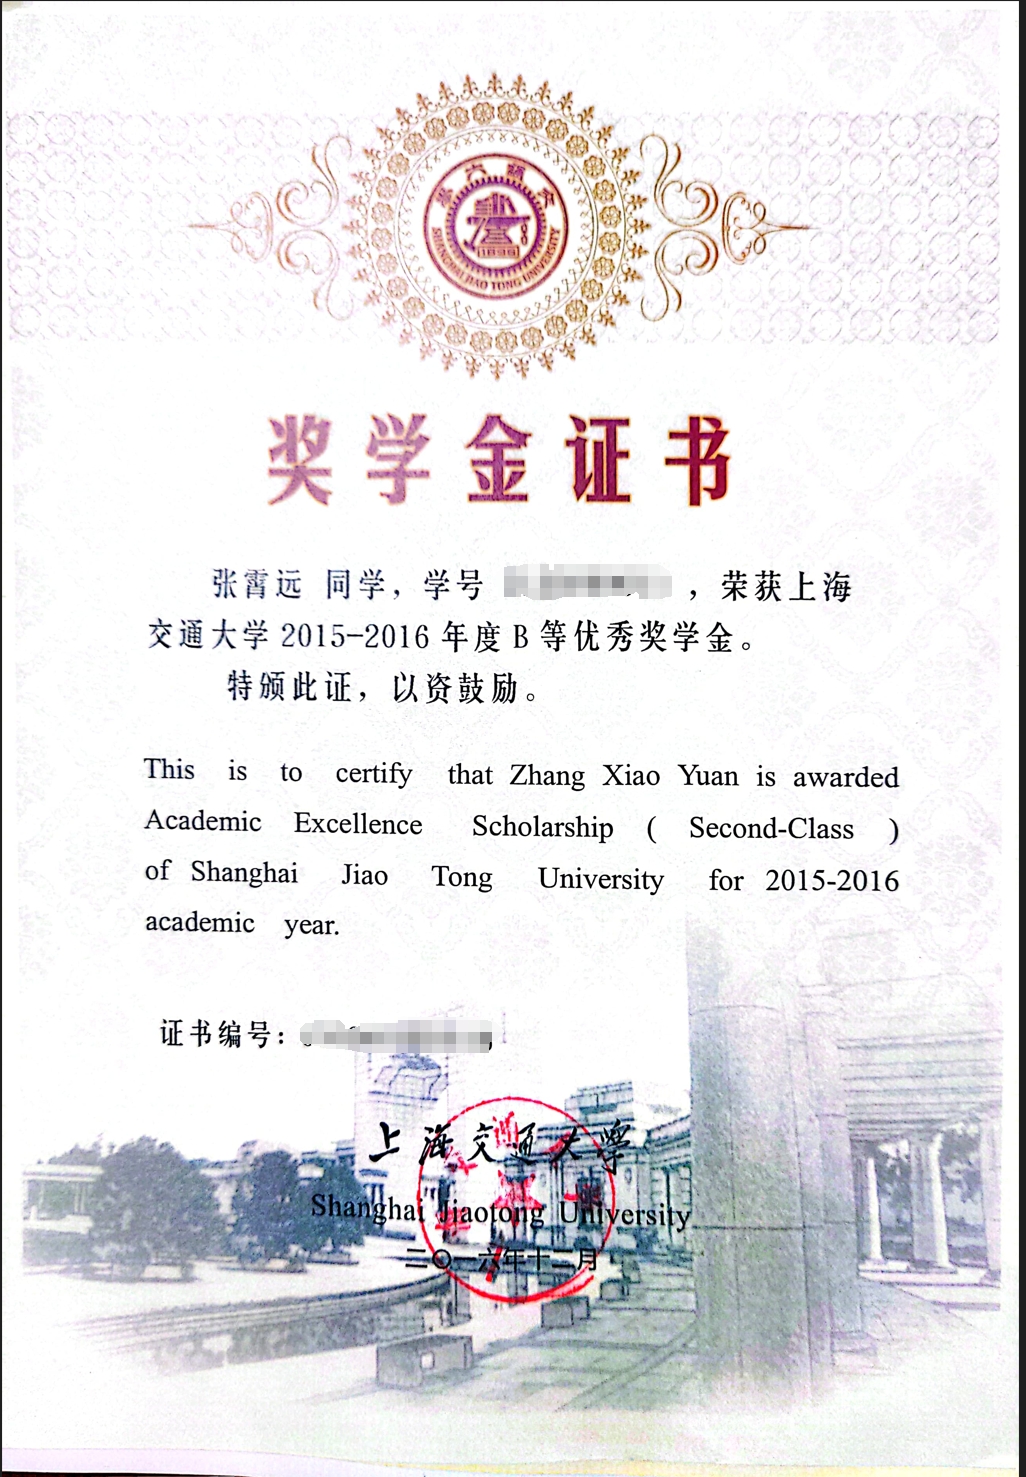 SHANGHAI JIAO TONG UNIVERSITY
1896
奖学金证书
张霄远 同学，学号 ，荣获上海
交通大学 2015-2016 年度 B 等优秀奖学金。
特颁此证，以资鼓励。
This is to certify that Zhang Xiao Yuan is awarded
Academic Excellence Scholarship ( Second-Class )
of Shanghai Jiao Tong University for 2015-2016
academic year.
证书编号：
上海交通大学
Shanghai Jiaotong University
二〇一六年十二月